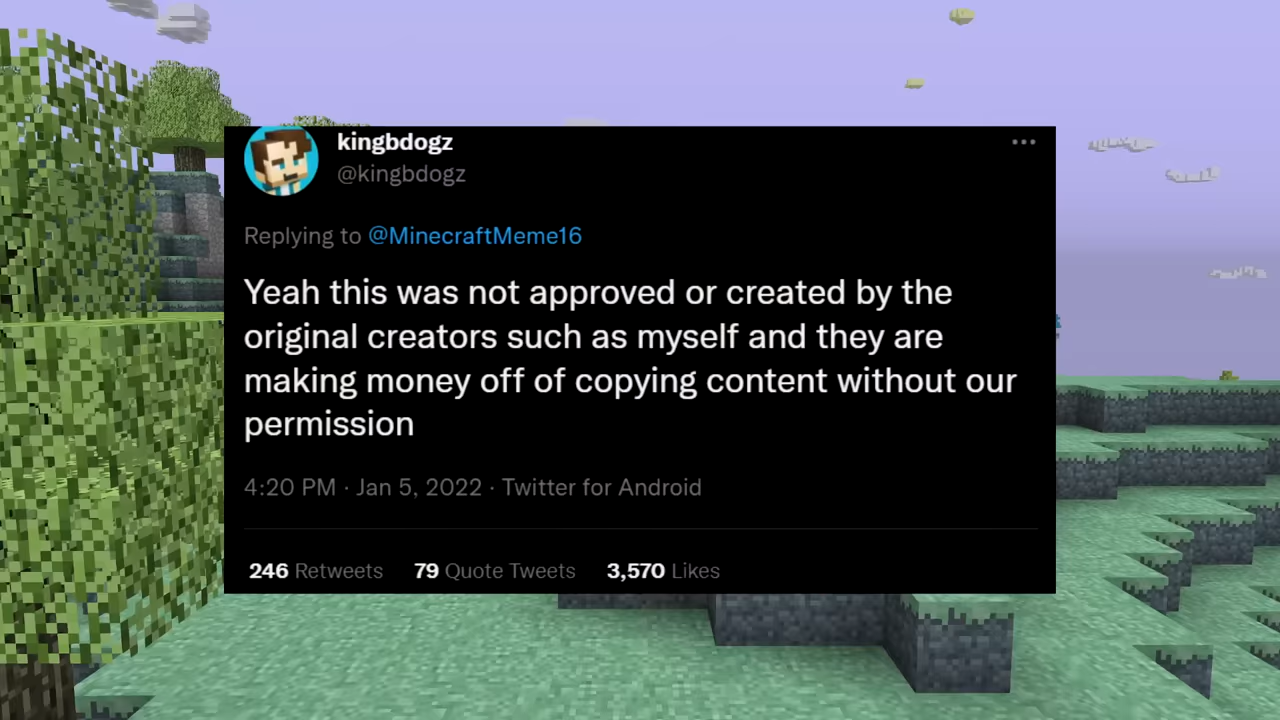 kingbdogz
@kingbdogz
Replying to @MinecraftMeme16
Yeah this was not approved or created by the
original creators such as myself and they are
making money off of copying content without our
permission
4:20 PM · Jan 5, 2022 · Twitter for Android
246 Retweets 79 Quote Tweets 3,570 Likes